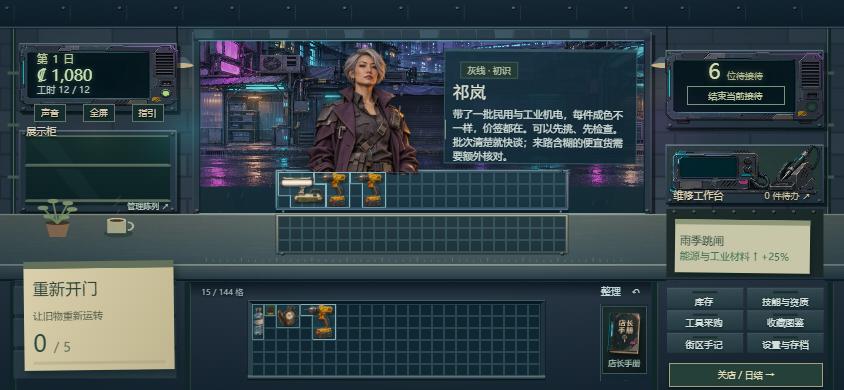 第 1 日
₡ 1,080
工时 12 / 12
声音
全屏
指引
展示柜
管理陈列 ↗
灰线 · 初识
祁岚
带了一批民用与工业机电，每件成色不
一样，价签都在。可以先挑、先检查。
批次清楚就快谈；来路含糊的便宜货需
要额外核对。
6 位待接待
结束当前接待
维修工作台
0 件待办 ↗
雨季跳闸
能源与工业材料 ↑ +25%
重新开门
让旧物重新运转
0 / 5
15 / 144 格
整理 ↶
店长
手册
店长手册
库存
技能与资质
工具采购
收藏图鉴
街区手记
设置与存档
关店 / 日结 →